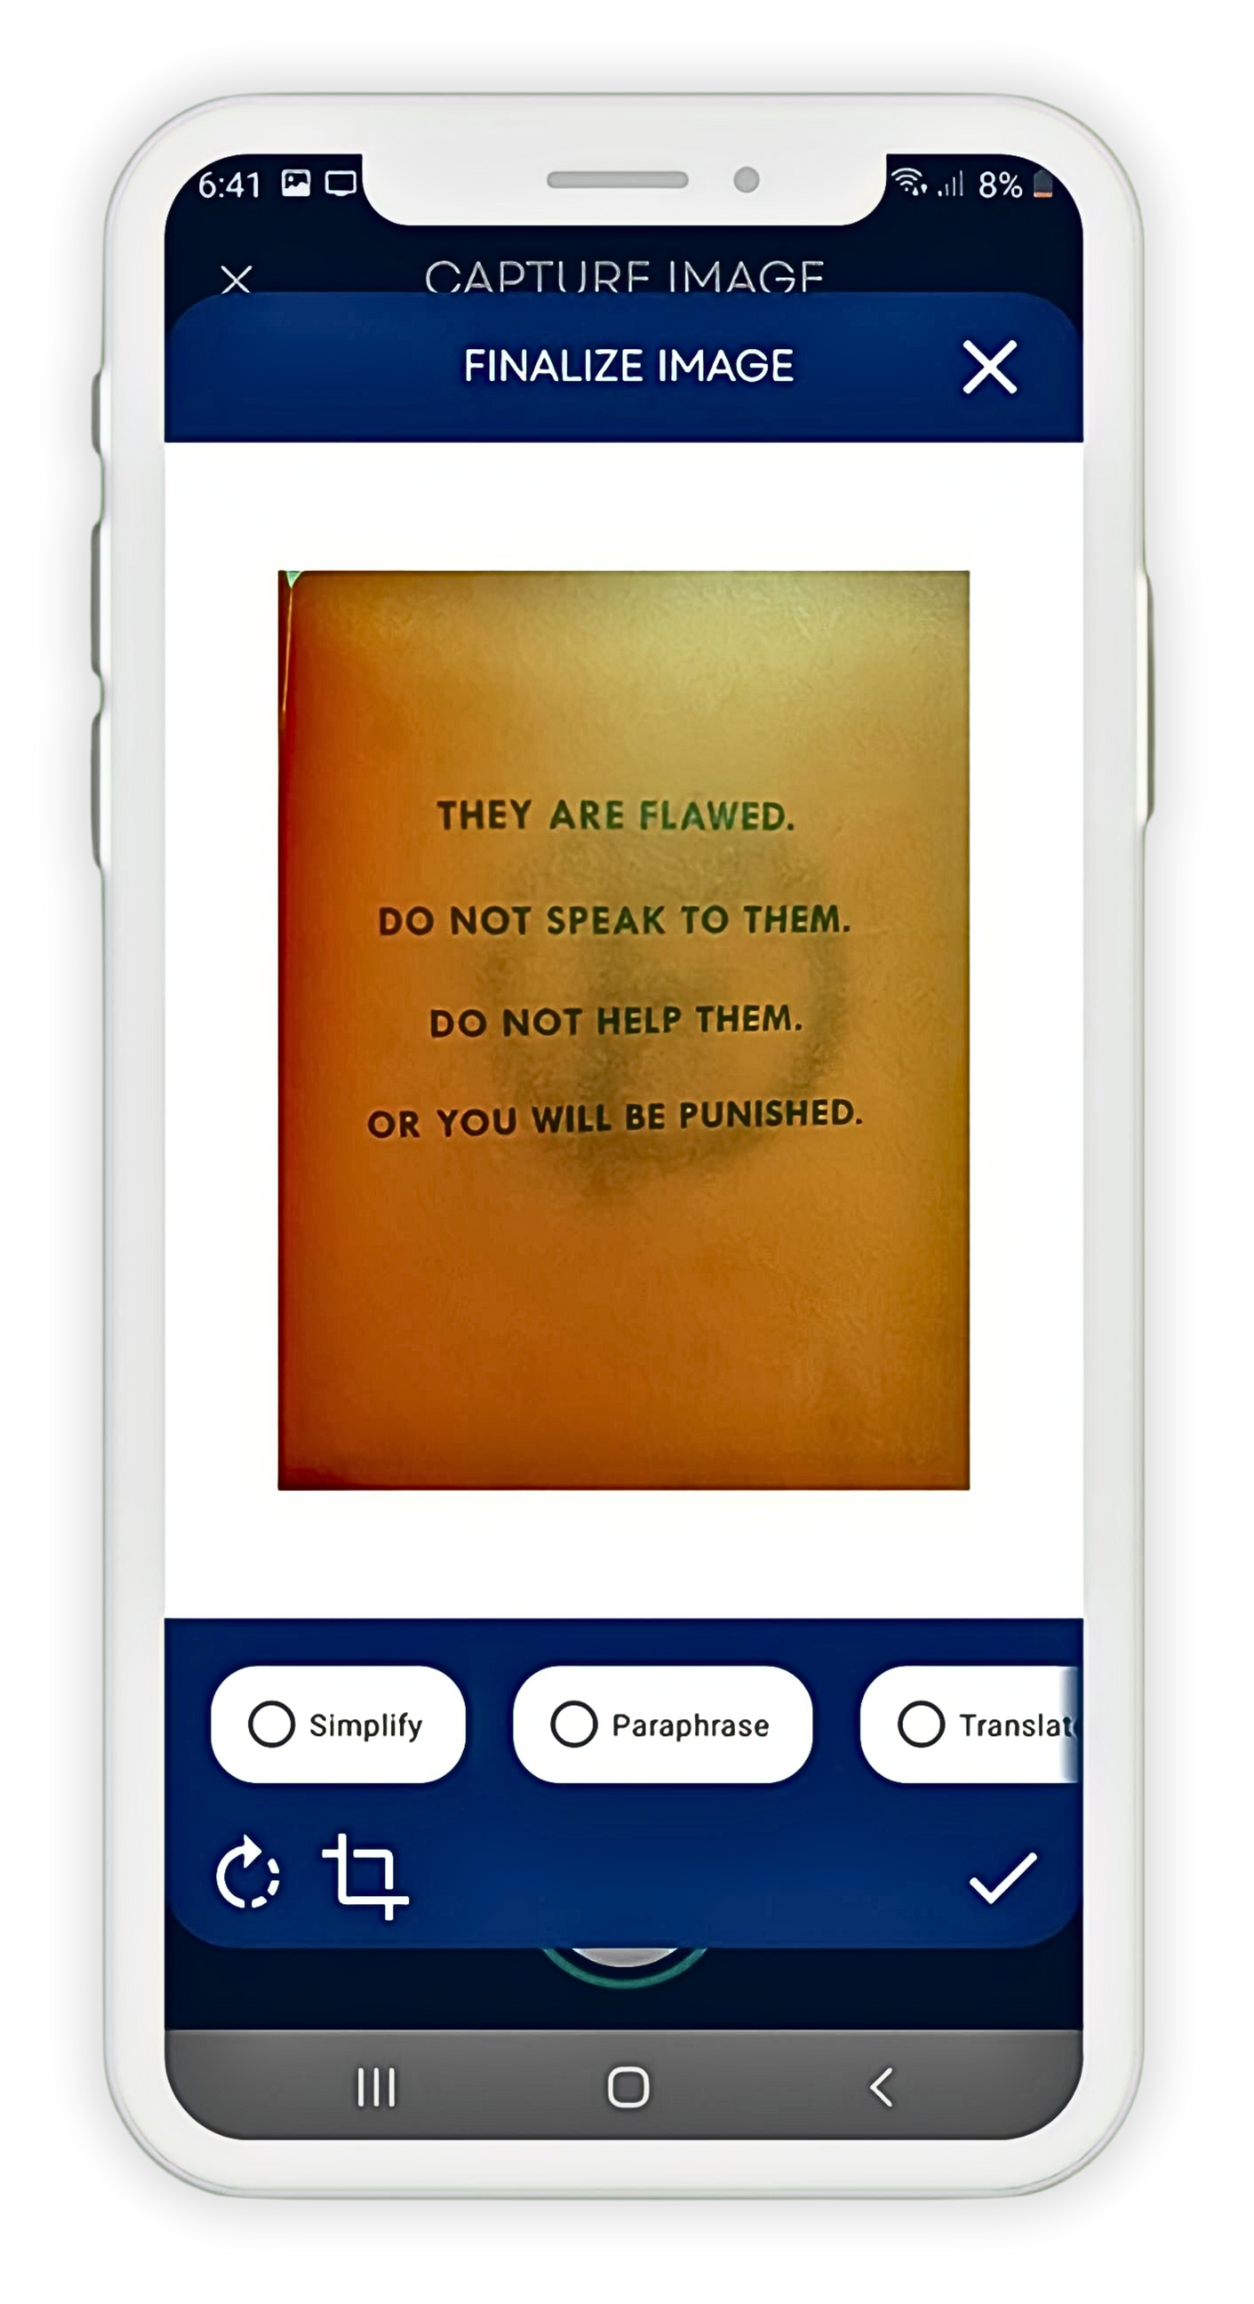 6:41 8%
CAPTURE IMAGE
FINALIZE IMAGE
THEY ARE FLAWED.
DO NOT SPEAK TO THEM.
DO NOT HELP THEM.
OR YOU WILL BE PUNISHED.
Simplify Paraphrase Translat